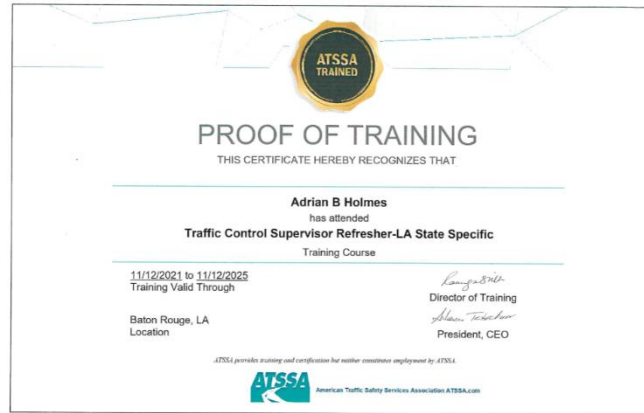 ATSSA
TRAINED
PROOF OF TRAINING
THIS CERTIFICATE HEREBY RECOGNIZES THAT
Adrian B Holmes
has attended
Traffic Control Supervisor Refresher-LA State Specific
Training Course
11/12/2021 to 11/12/2025
Training Valid Through
Director of Training
Baton Rouge, LA
Location
President, CEO
ATSSA provides training and certification but neither constitutes employment by ATSSA.
ATSSA
American Traffic Safety Services Association ATSSA.com